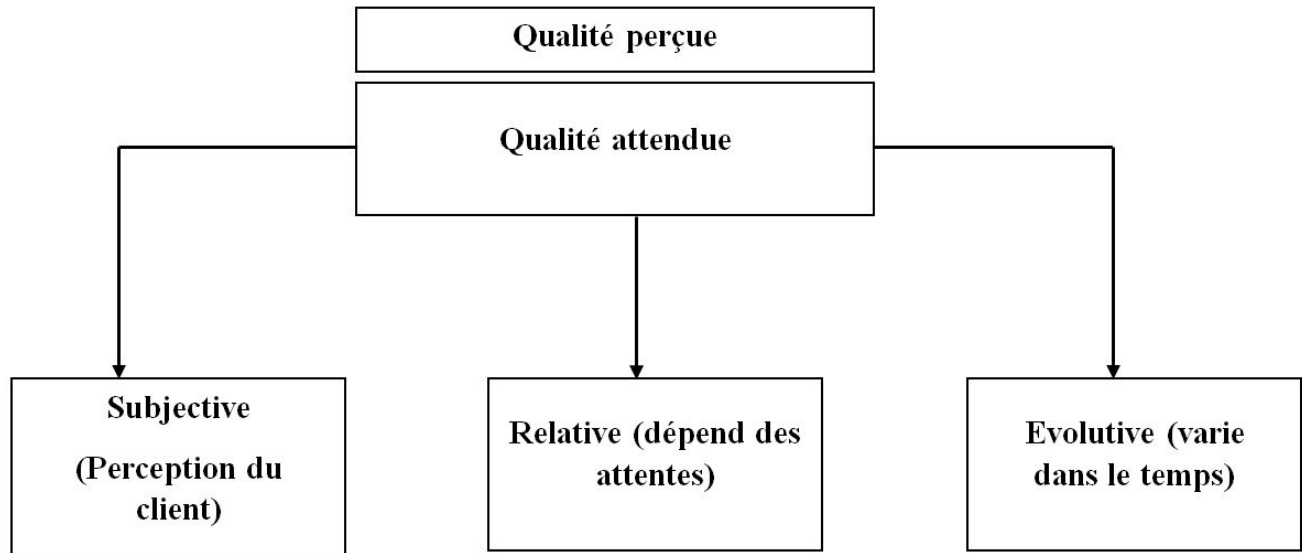 Qualité perçue
Qualité attendue
Subjective
(Perception du
client)
Relative (dépend des
attentes)
Evolutive (varie
dans le temps)